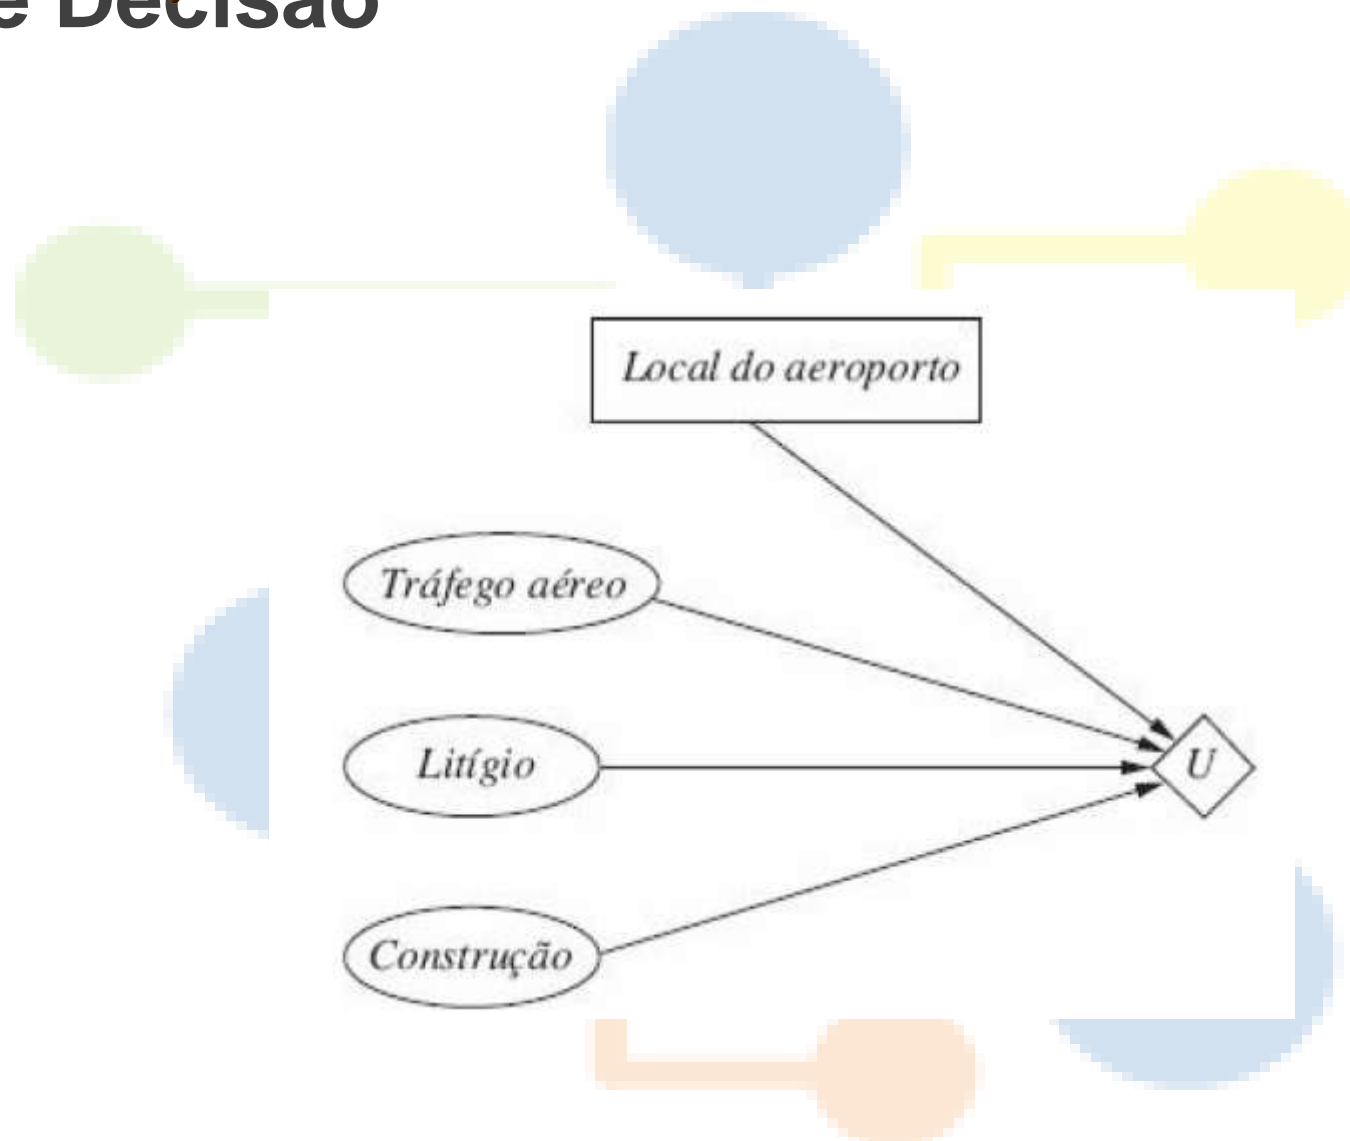 e Decisão
Local do aeroporto
Tráfego aéreo
Litígio
U
Construção